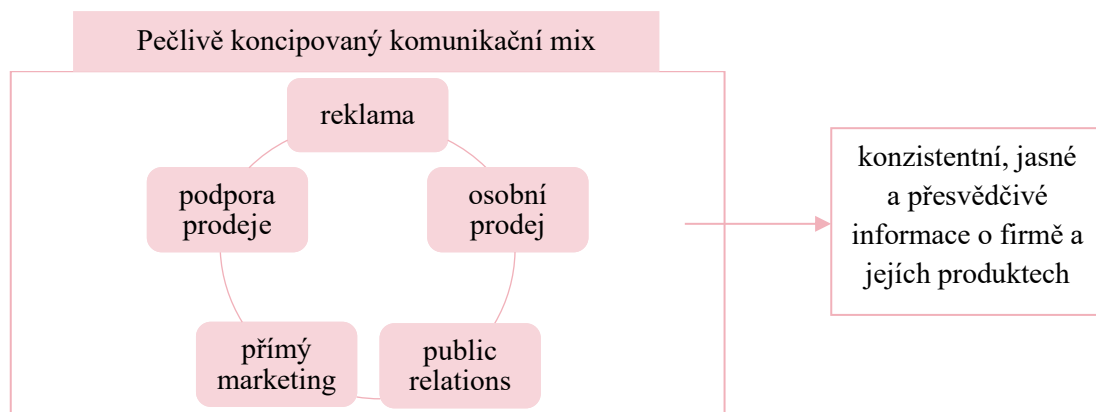 Pečlivě koncipovaný komunikační mix
reklama
podpora
prodeje
osobní
prodej
přímý
marketing
public
relations
konzistentní, jasné
a přesvědčivé
informace o firmě a
jejích produktech